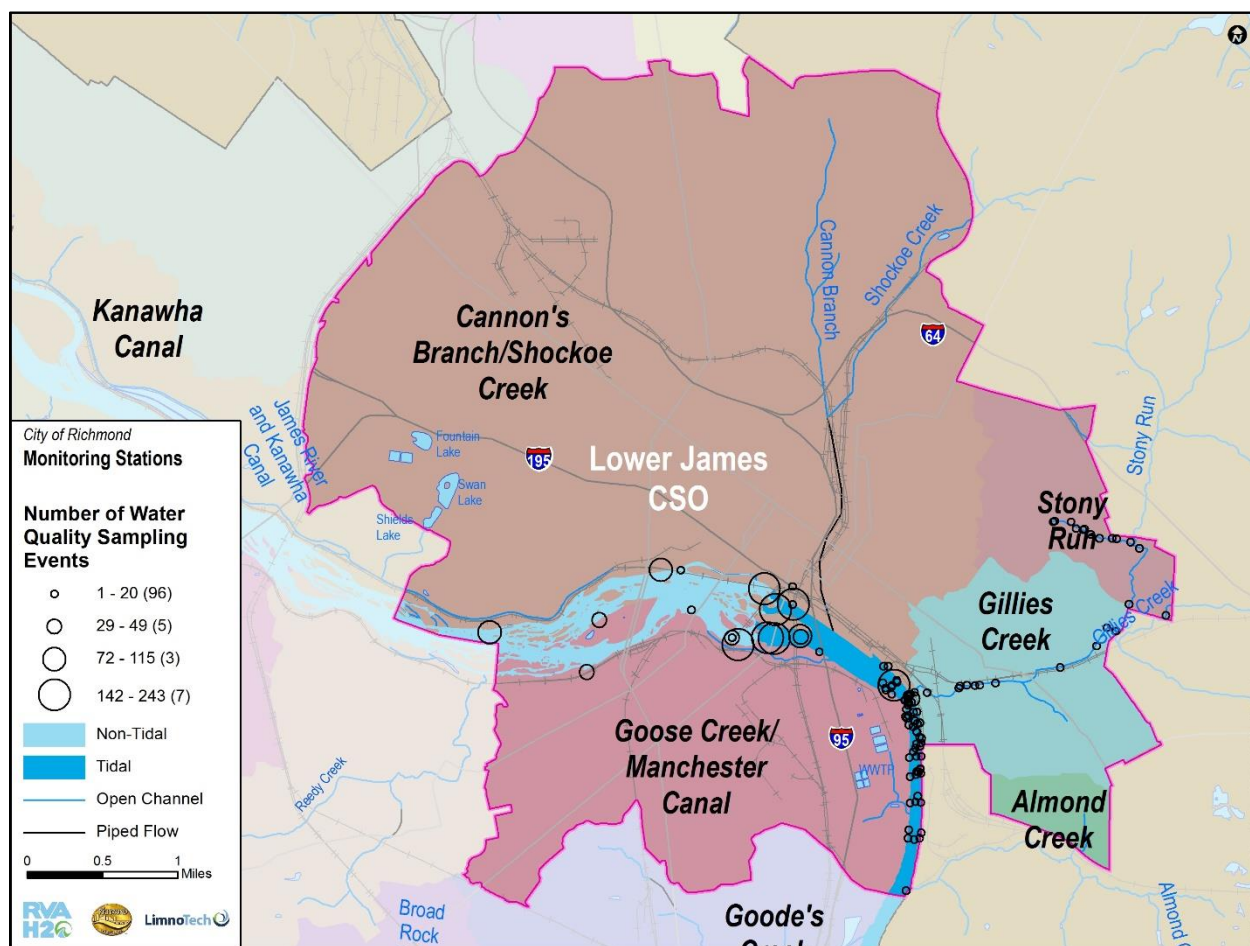 N
Kanawha
Canal
Cannon's
Branch/Shockoe
Creek
Cannon Branch
Shockoe Creek
64
Stony Run
James River
and Kanawha
Canal
Fountain
Lake
195
Swan
Lake
Shields
Lake
Lower James
CSO
Stony
Run
Gillies
Creek
Gillies Creek
Goose Creek/
Manchester
Canal
95
WWTP
Almond
Creek
Reedy Creek
Broad
Rock
Goode's
Almond
City of Richmond
Monitoring Stations
Number of Water
Quality Sampling
Events
1 - 20 (96)
29 - 49 (5)
72 - 115 (3)
142 - 243 (7)
Non-Tidal
Tidal
Open Channel
Piped Flow
0 0.5 1
Miles
RVA
H2O
LimnoTech